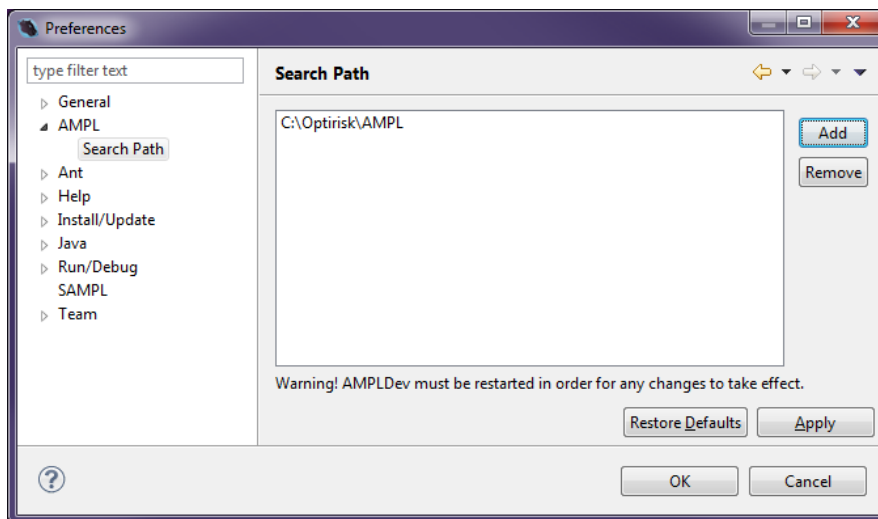 Preferences
type filter text
General
AMPL
Search Path
Ant
Help
Install/Update
Java
Run/Debug
SAMPL
Team
Search Path
C:\Optirisk\AMPL
Add
Remove
Warning! AMPLDev must be restarted in order for any changes to take effect.
Restore Defaults
Apply
?
OK
Cancel